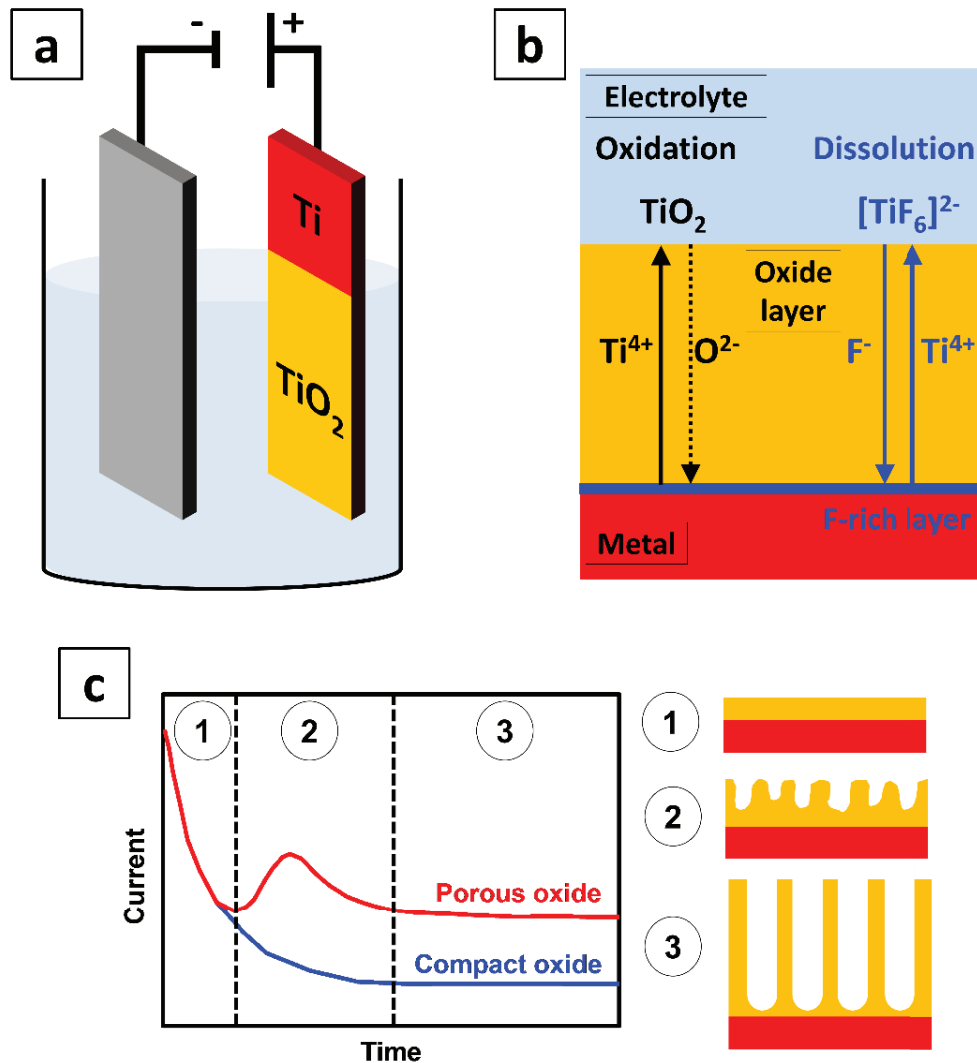 a
- +
Ti
TiO₂
b
Electrolyte
Oxidation Dissolution
TiO₂ [TiF₆]²⁻
Oxide
layer
Ti⁴⁺ O²⁻ F⁻ Ti⁴⁺
F-rich layer
Metal
c
1 2 3
Current
Porous oxide
Compact oxide
Time
1
2
3